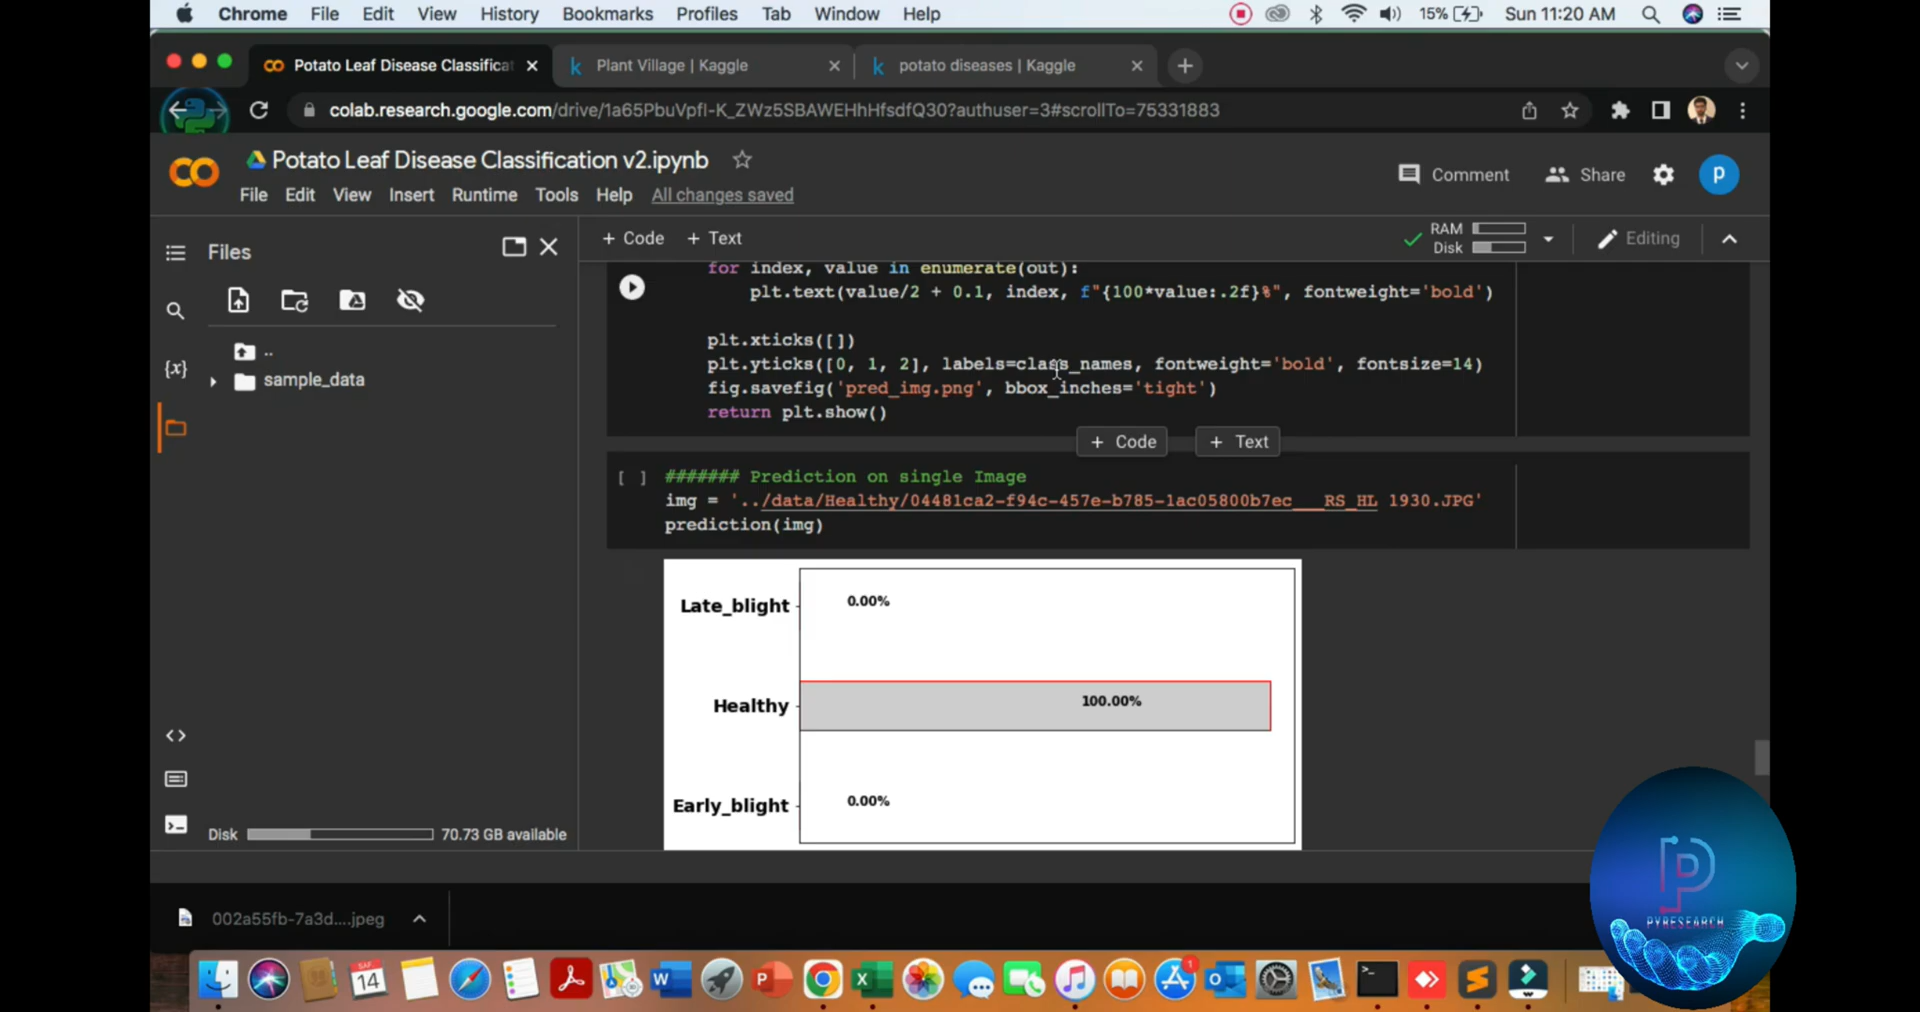 Chrome File Edit View History Bookmarks Profiles Tab Window Help 15% Sun 11:20 AM
Potato Leaf Disease Classificat Plant Village | Kaggle potato diseases | Kaggle
colab.research.google.com/drive/1a65PbuVpfI-K_ZWz5SBAWEHhHfsdfQ30?authuser=3#scrollTo=75331883
CO Potato Leaf Disease Classification v2.ipynb
Comment Share P
File Edit View Insert Runtime Tools Help All changes saved
Files
+ Code + Text
RAM
Disk
Editing
..
sample_data
{x}
Disk 70.73 GB available
for index, value in enumerate(out):
plt.text(value/2 + 0.1, index, f"{100*value:.2f}%", fontweight='bold')
plt.xticks([])
plt.yticks([0, 1, 2], labels=class_names, fontweight='bold', fontsize=14)
fig.savefig('pred_img.png', bbox_inches='tight')
return plt.show()
+ Code + Text
[ ] ####### Prediction on single Image
img = '../data/Healthy/04481ca2-f94c-457e-b785-1ac05800b7ec___RS_HL 1930.JPG'
prediction(img)
Late_blight 0.00%
Healthy 100.00%
Early_blight 0.00%
002a55fb-7a3d....jpeg
PYRESEARCH
SAT
14
1